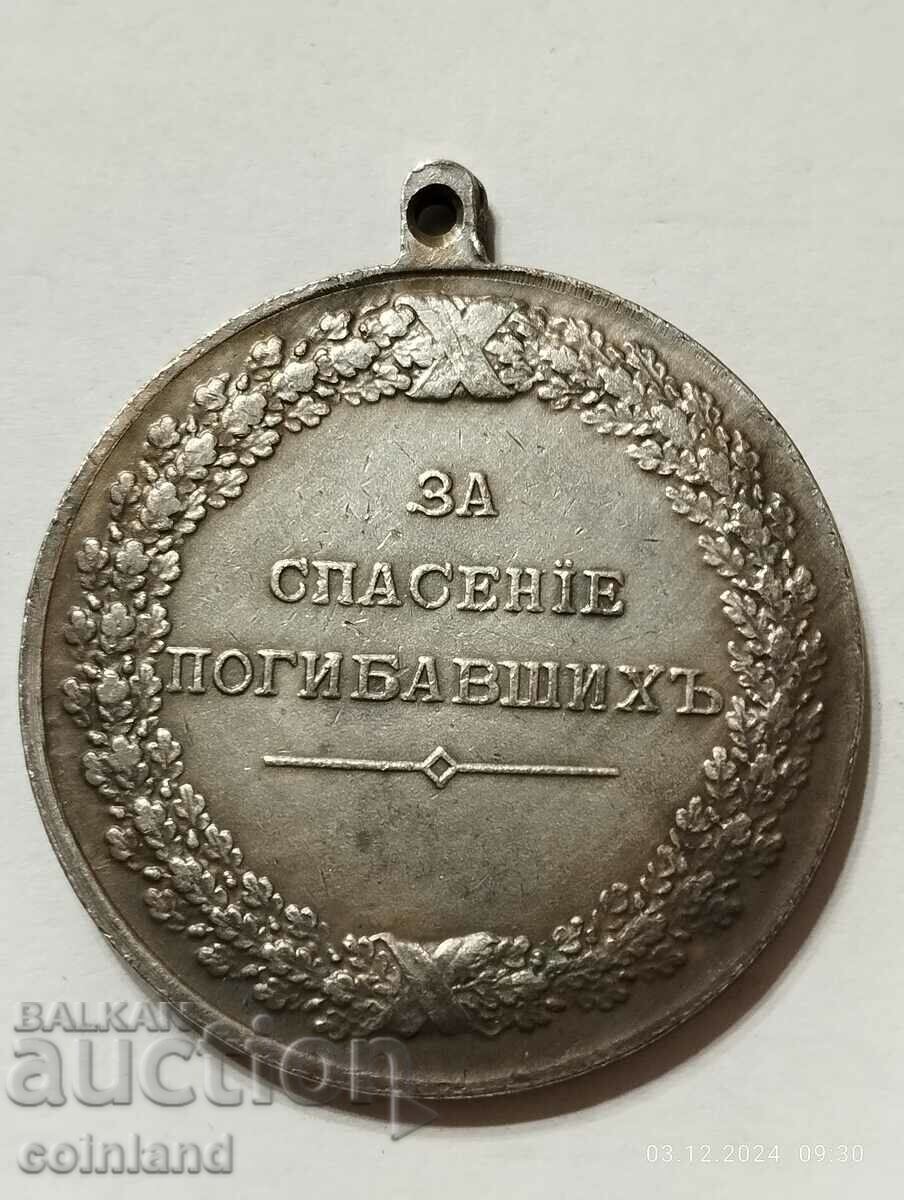 ЗА
СПАСЕНІЕ
ПОГИБАВШИХЪ
BALKAN
auction
coinland
03.12.2024 09:30